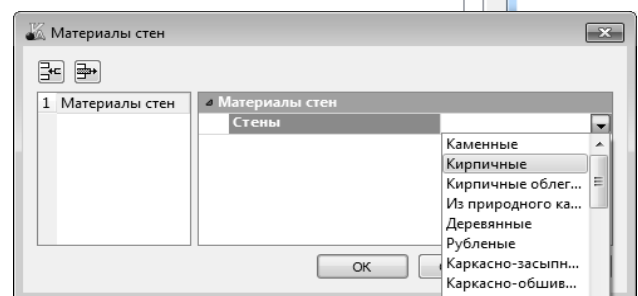 Материалы стен
1 Материалы стен
Материалы стен
Стены
Каменные
Кирпичные
Кирпичные облег...
Из природного ка...
Деревянные
Рубленые
Каркасно-засыпн...
Каркасно-обшив...
ОК